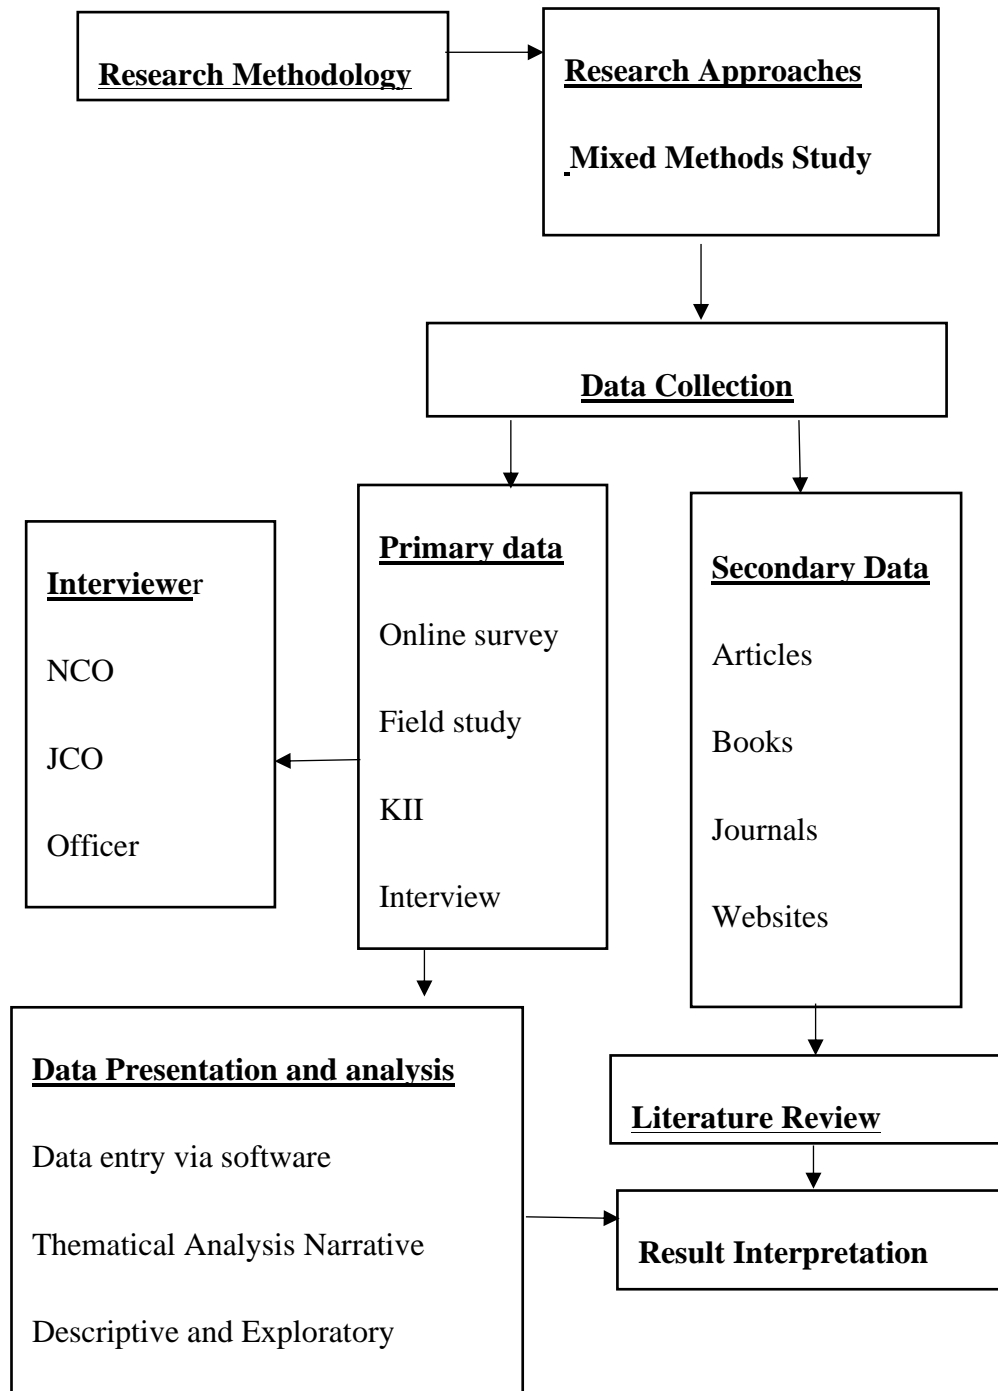 Research Methodology
Research Approaches
Mixed Methods Study
Data Collection
Interviewer
NCO
JCO
Officer
Primary data
Online survey
Field study
KII
Interview
Secondary Data
Articles
Books
Journals
Websites
Data Presentation and analysis
Data entry via software
Thematical Analysis Narrative
Descriptive and Exploratory
Literature Review
Result Interpretation